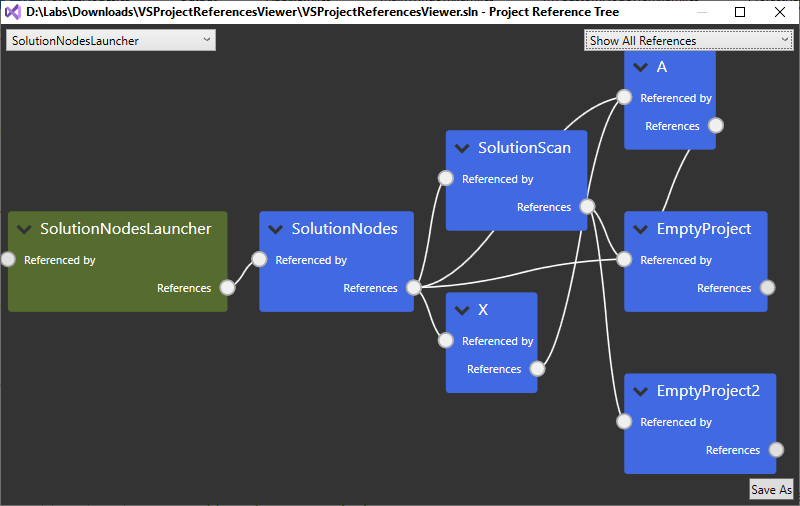 D:\Labs\Downloads\VSProjectReferencesViewer\VSProjectReferencesViewer.sln - Project Reference Tree
SolutionNodesLauncher
Show All References
A
Referenced by
References
SolutionScan
Referenced by
References
SolutionNodesLauncher
Referenced by
References
SolutionNodes
Referenced by
References
EmptyProject
Referenced by
References
X
Referenced by
References
EmptyProject2
Referenced by
References
Save As